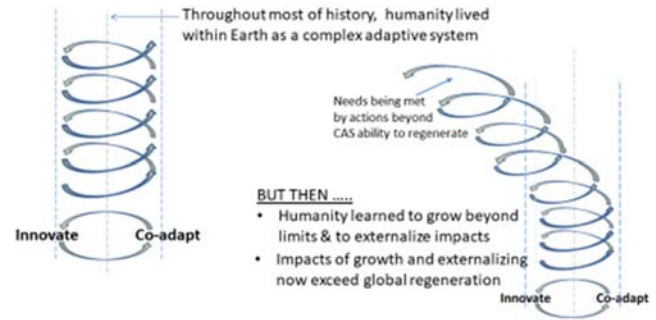 Throughout most of history, humanity lived
within Earth as a complex adaptive system
Needs being met
by actions beyond
CAS ability to regenerate
BUT THEN .....
• Humanity learned to grow beyond
limits & to externalize impacts
• Impacts of growth and externalizing
now exceed global regeneration
Innovate Co-adapt
Innovate Co-adapt